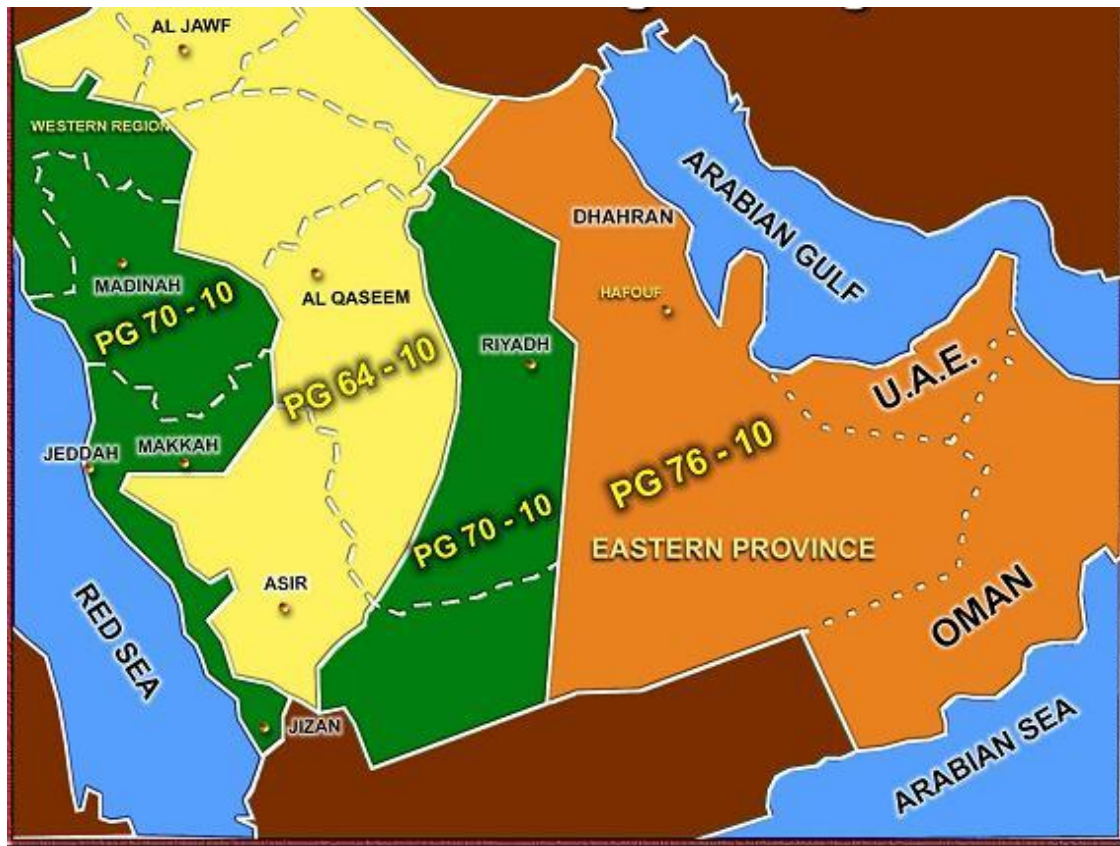 AL JAWF
WESTERN REGION
ARABIAN GULF
DHAHRAN
MADINAH
AL QASEEM
HAFOUF
PG 70 - 10
PG 64 - 10
RIYADH
U.A.E.
JEDDAH
MAKKAH
PG 76 - 10
PG 70 - 10
EASTERN PROVINCE
ASIR
RED SEA
OMAN
JIZAN
ARABIAN SEA